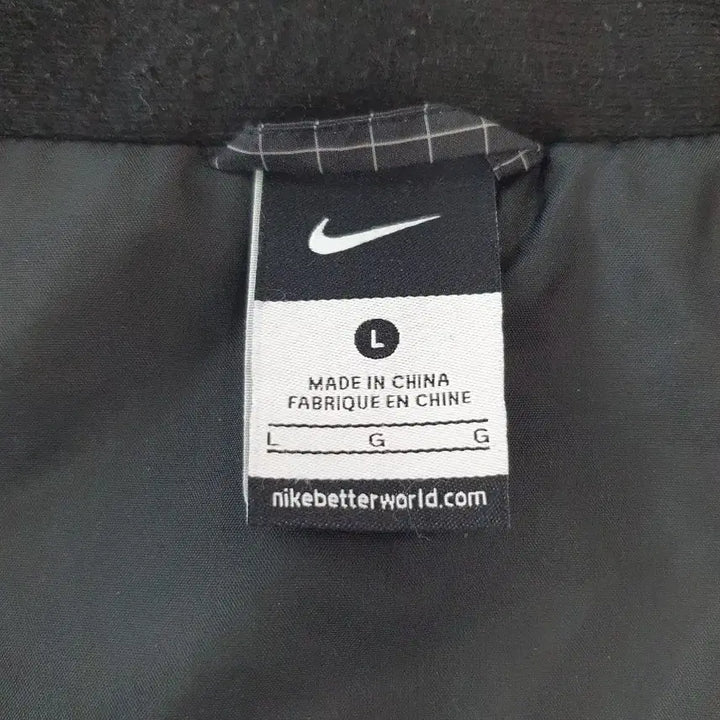 L
MADE IN CHINA
FABRIQUE EN CHINE
L G G
nikebetterworld.com